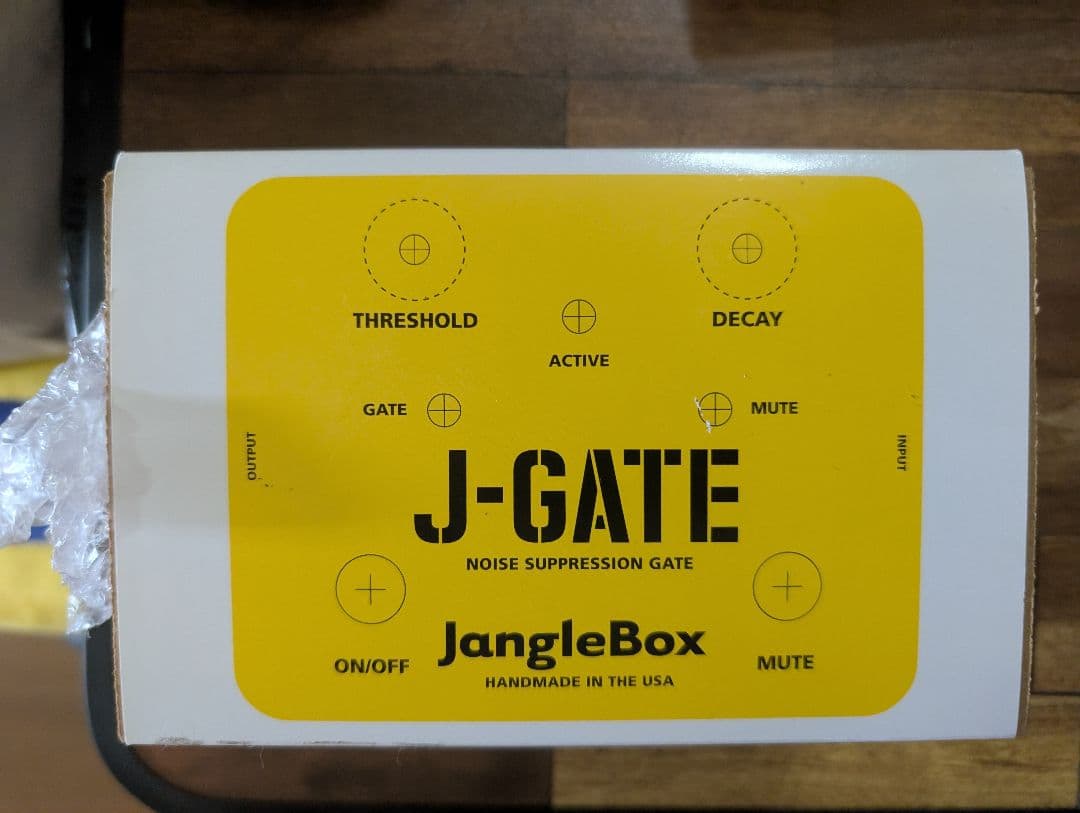 THRESHOLD
DECAY
ACTIVE
GATE
MUTE
OUTPUT
INPUT
J-GATE
NOISE SUPPRESSION GATE
JangleBox
HANDMADE IN THE USA
ON/OFF
MUTE